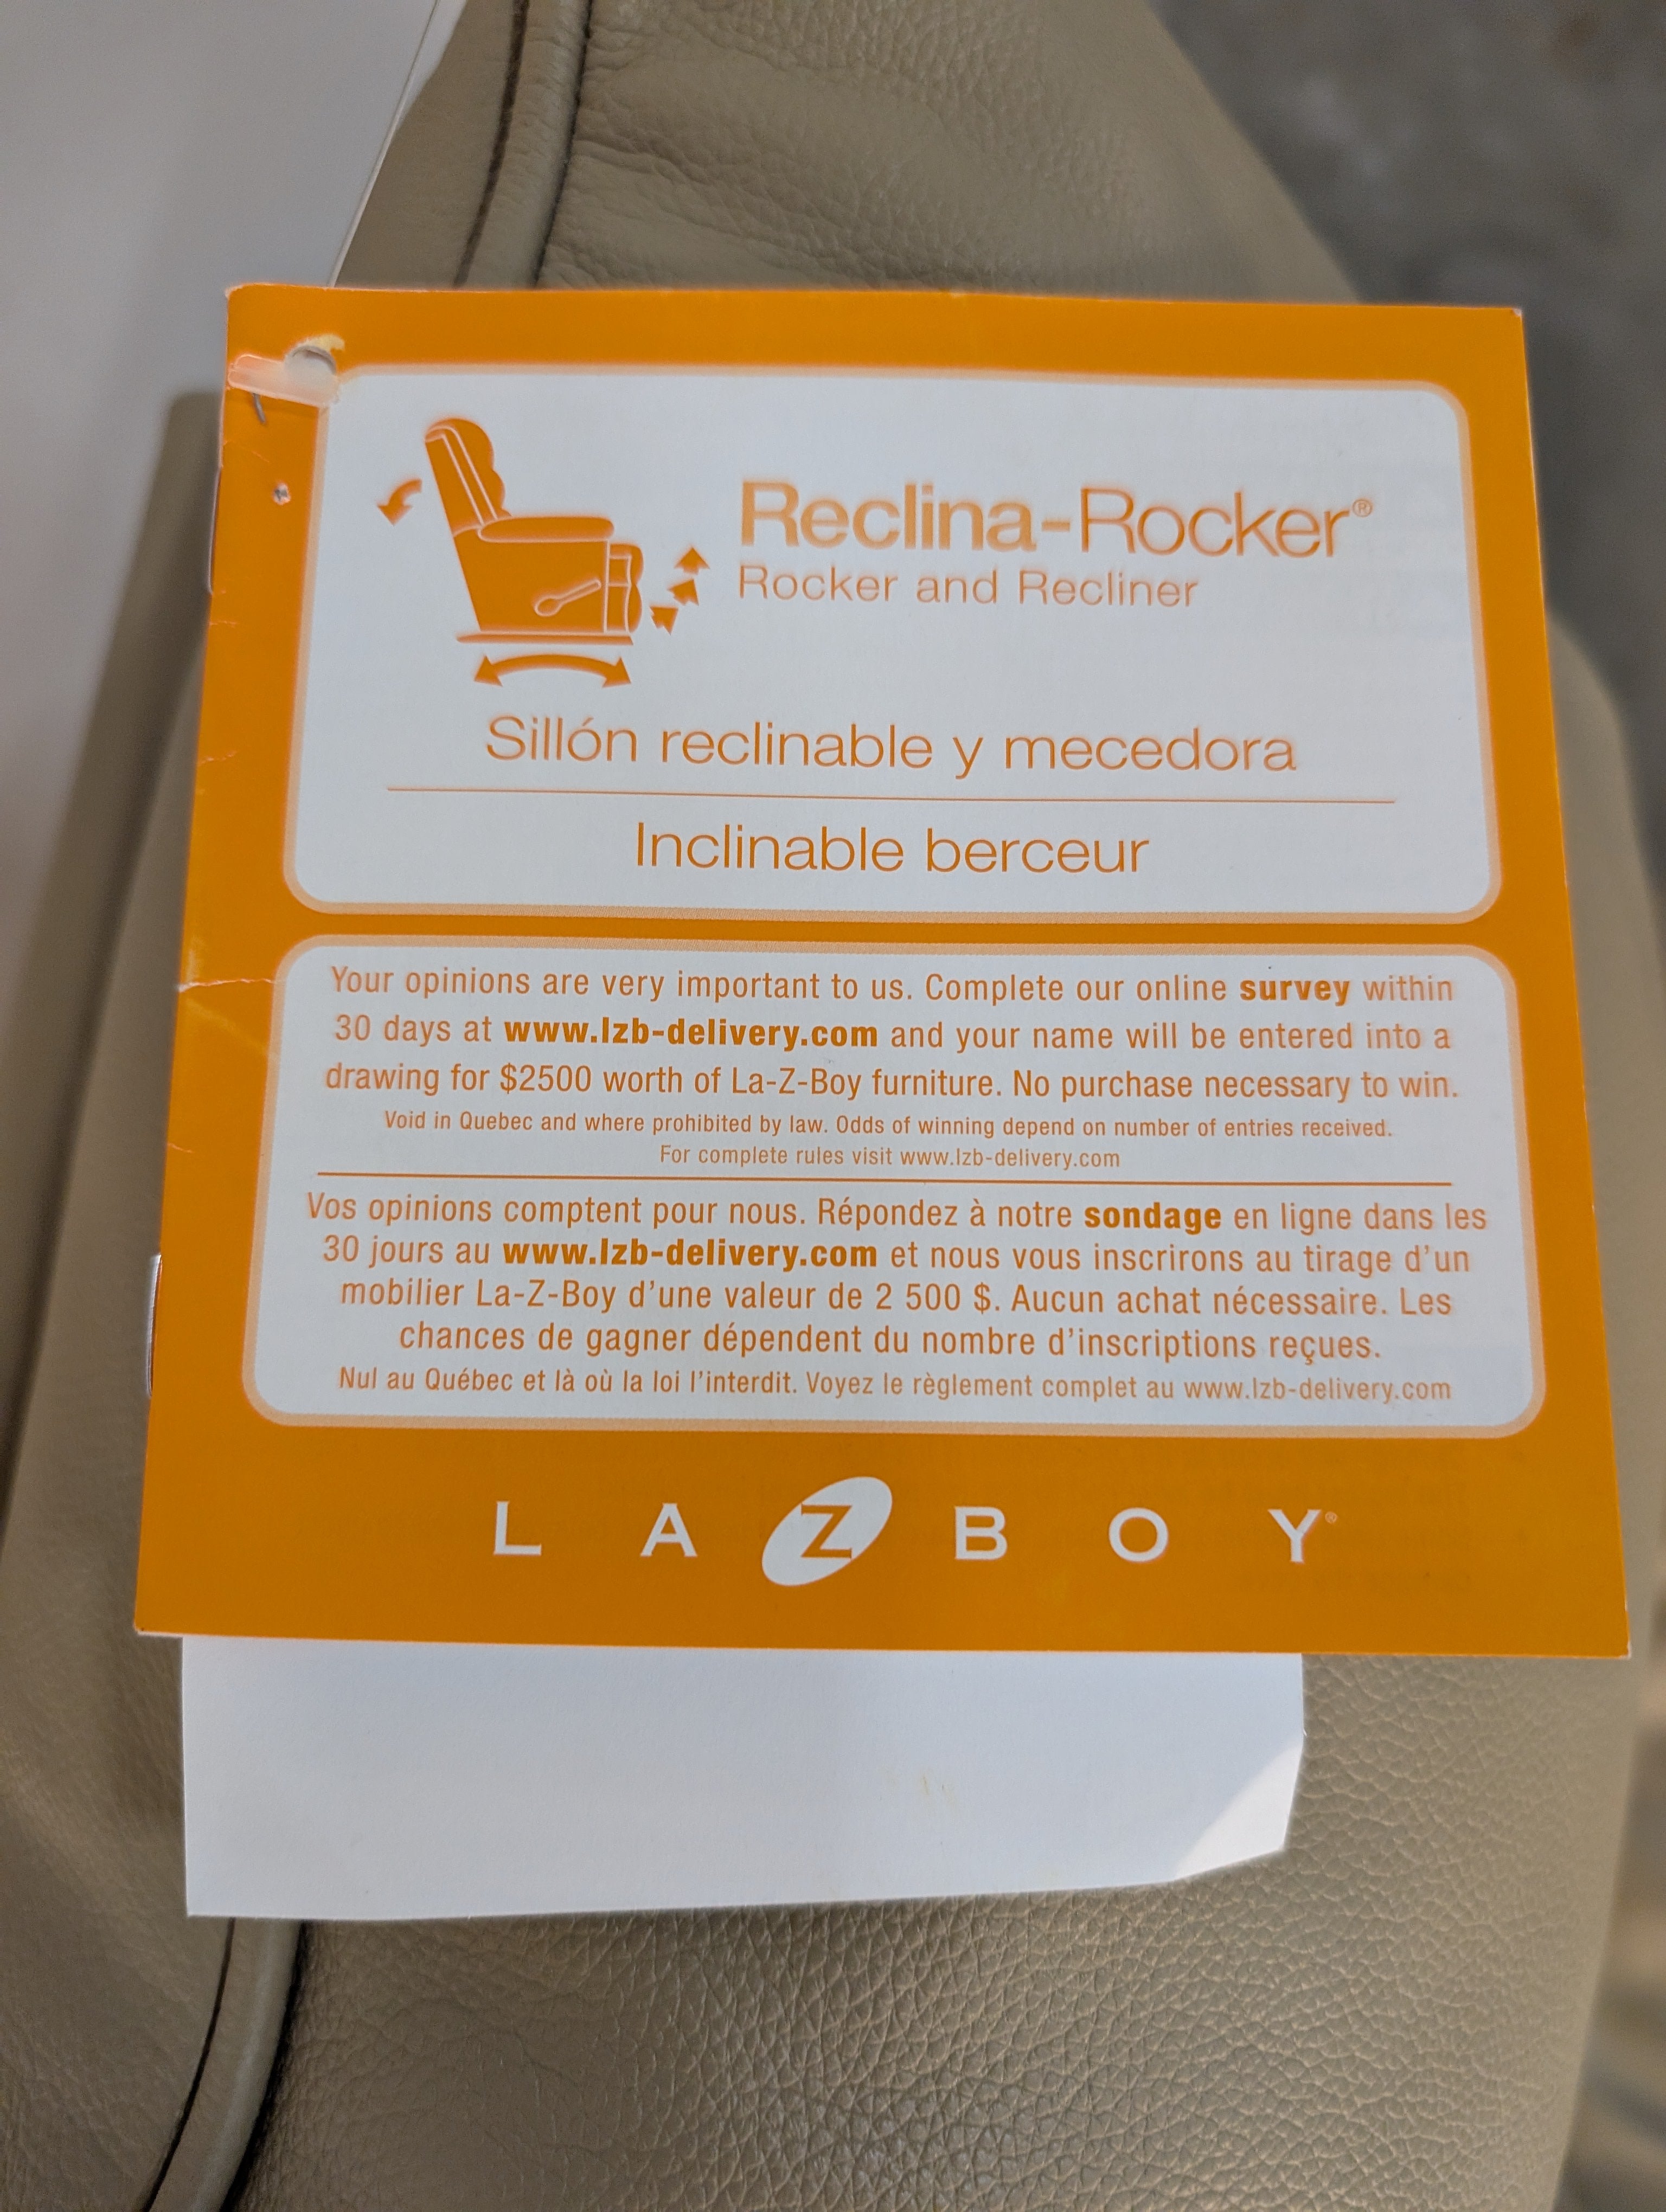 Reclina-Rocker®
Rocker and Recliner
Sillón reclinable y mecedora
Inclinable berceur
Your opinions are very important to us. Complete our online survey within
30 days at www.lzb-delivery.com and your name will be entered into a
drawing for $2500 worth of La-Z-Boy furniture. No purchase necessary to win.
Void in Quebec and where prohibited by law. Odds of winning depend on number of entries received.
For complete rules visit www.lzb-delivery.com
Vos opinions comptent pour nous. Répondez à notre sondage en ligne dans les
30 jours au www.lzb-delivery.com et nous vous inscrirons au tirage d'un
mobilier La-Z-Boy d'une valeur de 2 500 $. Aucun achat nécessaire. Les
chances de gagner dépendent du nombre d'inscriptions reçues.
Nul au Québec et là où la loi l'interdit. Voyez le règlement complet au www.lzb-delivery.com
LA Z BOY®